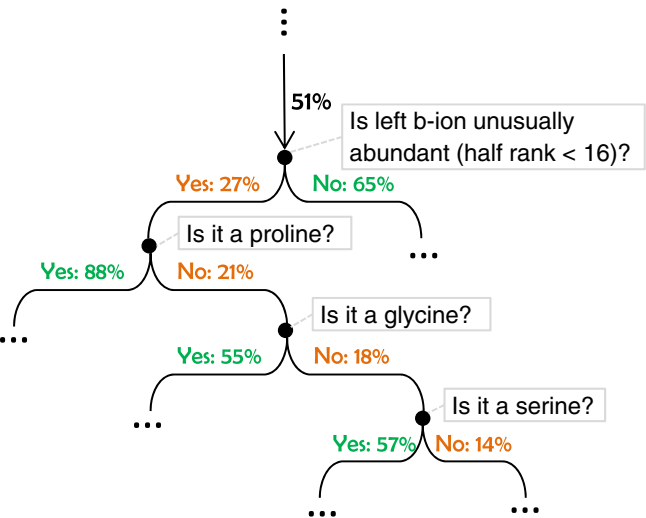 51%
Is left b-ion unusually
abundant (half rank < 16)?
Yes: 27%
No: 65%
Is it a proline?
Yes: 88%
No: 21%
Is it a glycine?
Yes: 55%
No: 18%
Is it a serine?
Yes: 57%
No: 14%